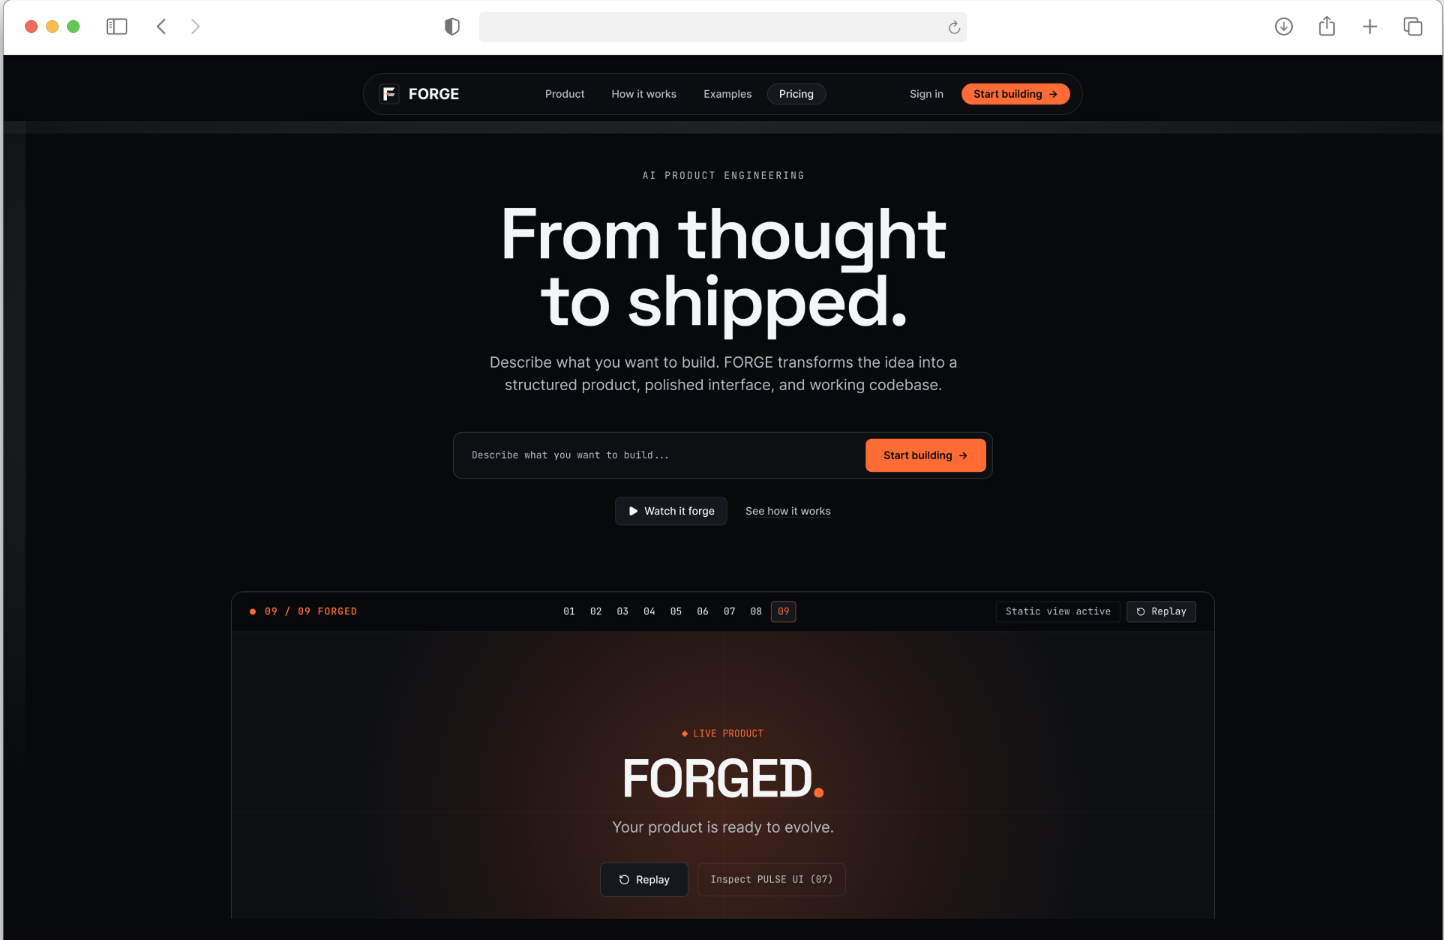 FORGE
Product
How it works
Examples
Pricing
Sign in
Start building →
AI PRODUCT ENGINEERING
From thought
to shipped.
Describe what you want to build. FORGE transforms the idea into a
structured product, polished interface, and working codebase.
Describe what you want to build...
Start building →
Watch it forge
See how it works
09 / 09 FORGED
01 02 03 04 05 06 07 08 09
Static view active
Replay
LIVE PRODUCT
FORGED.
Your product is ready to evolve.
Replay
Inspect PULSE UI (07)